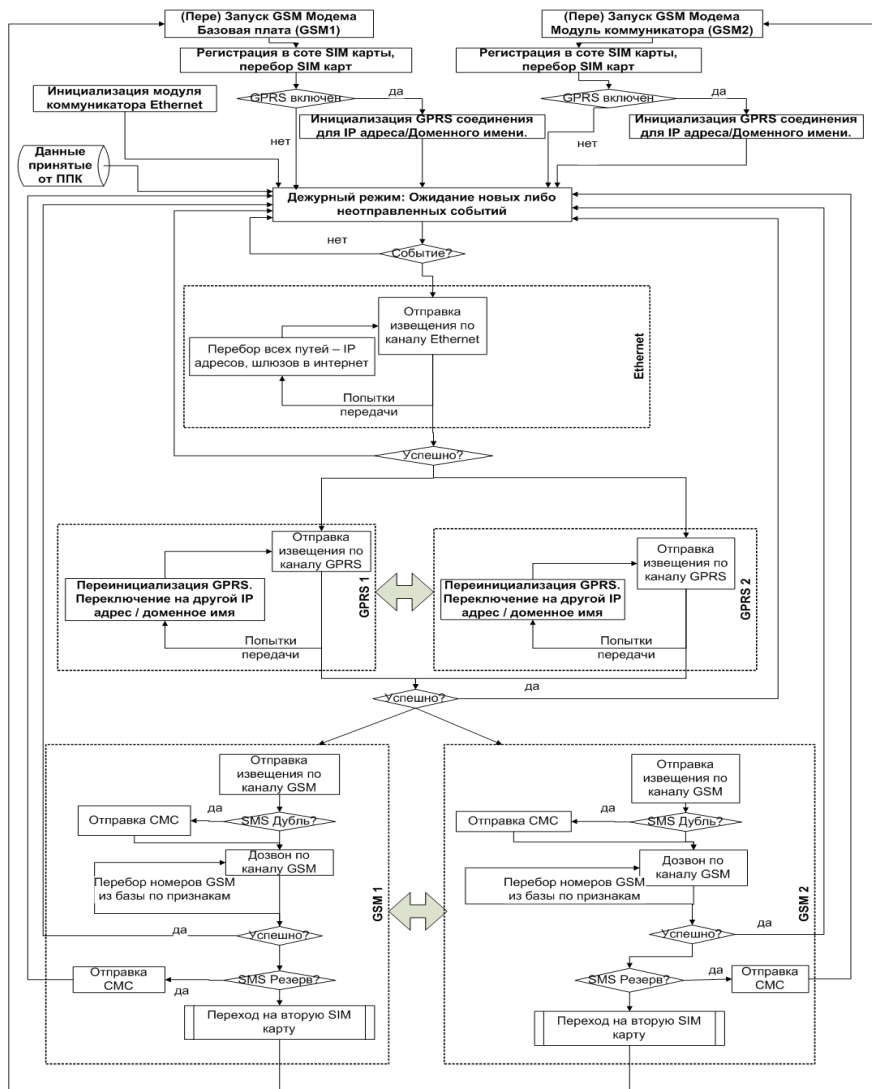 (Пере) Запуск GSM Модема
Базовая плата (GSM1)
(Пере) Запуск GSM Модема
Модуль коммуникатора (GSM2)
Регистрация в соте SIM карты,
перебор SIM карт
Регистрация в соте SIM карты,
перебор SIM карт
Инициализация модуля
коммуникатора Ethernet
GPRS включен
да
GPRS включен
да
Инициализация GPRS соединения
для IP адреса/Доменного имени.
Инициализация GPRS соединения
для IP адреса/Доменного имени.
нет
нет
Данные
принятые
от ППК
Дежурный режим: Ожидание новых либо
неотправленных событий
нет
Событие?
Отправка
извещения по
каналу Ethernet
Перебор всех путей – IP
адресов, шлюзов в интернет
Попытки
передачи
Ethernet
Успешно?
Отправка
извещения по
каналу GPRS
Переинициализация GPRS.
Переключение на другой IP
адрес / доменное имя
Попытки
передачи
GPRS 1
Отправка
извещения по
каналу GPRS
Переинициализация GPRS.
Переключение на другой IP
адрес / доменное имя
Попытки
передачи
GPRS 2
Успешно?
да
Отправка
извещения по
каналу GSM
да
SMS Дубль?
Отправка СМС
Дозвон по
каналу GSM
Перебор номеров GSM
из базы по признакам
да
Успешно?
Отправка
СМС
да
SMS Резерв?
Переход на вторую SIM
карту
GSM 1
Отправка
извещения по
каналу GSM
да
SMS Дубль?
Отправка СМС
Дозвон по
каналу GSM
Перебор номеров GSM
из базы по признакам
Успешно?
да
SMS Резерв?
да
Отправка
СМС
Переход на вторую SIM
карту
GSM 2